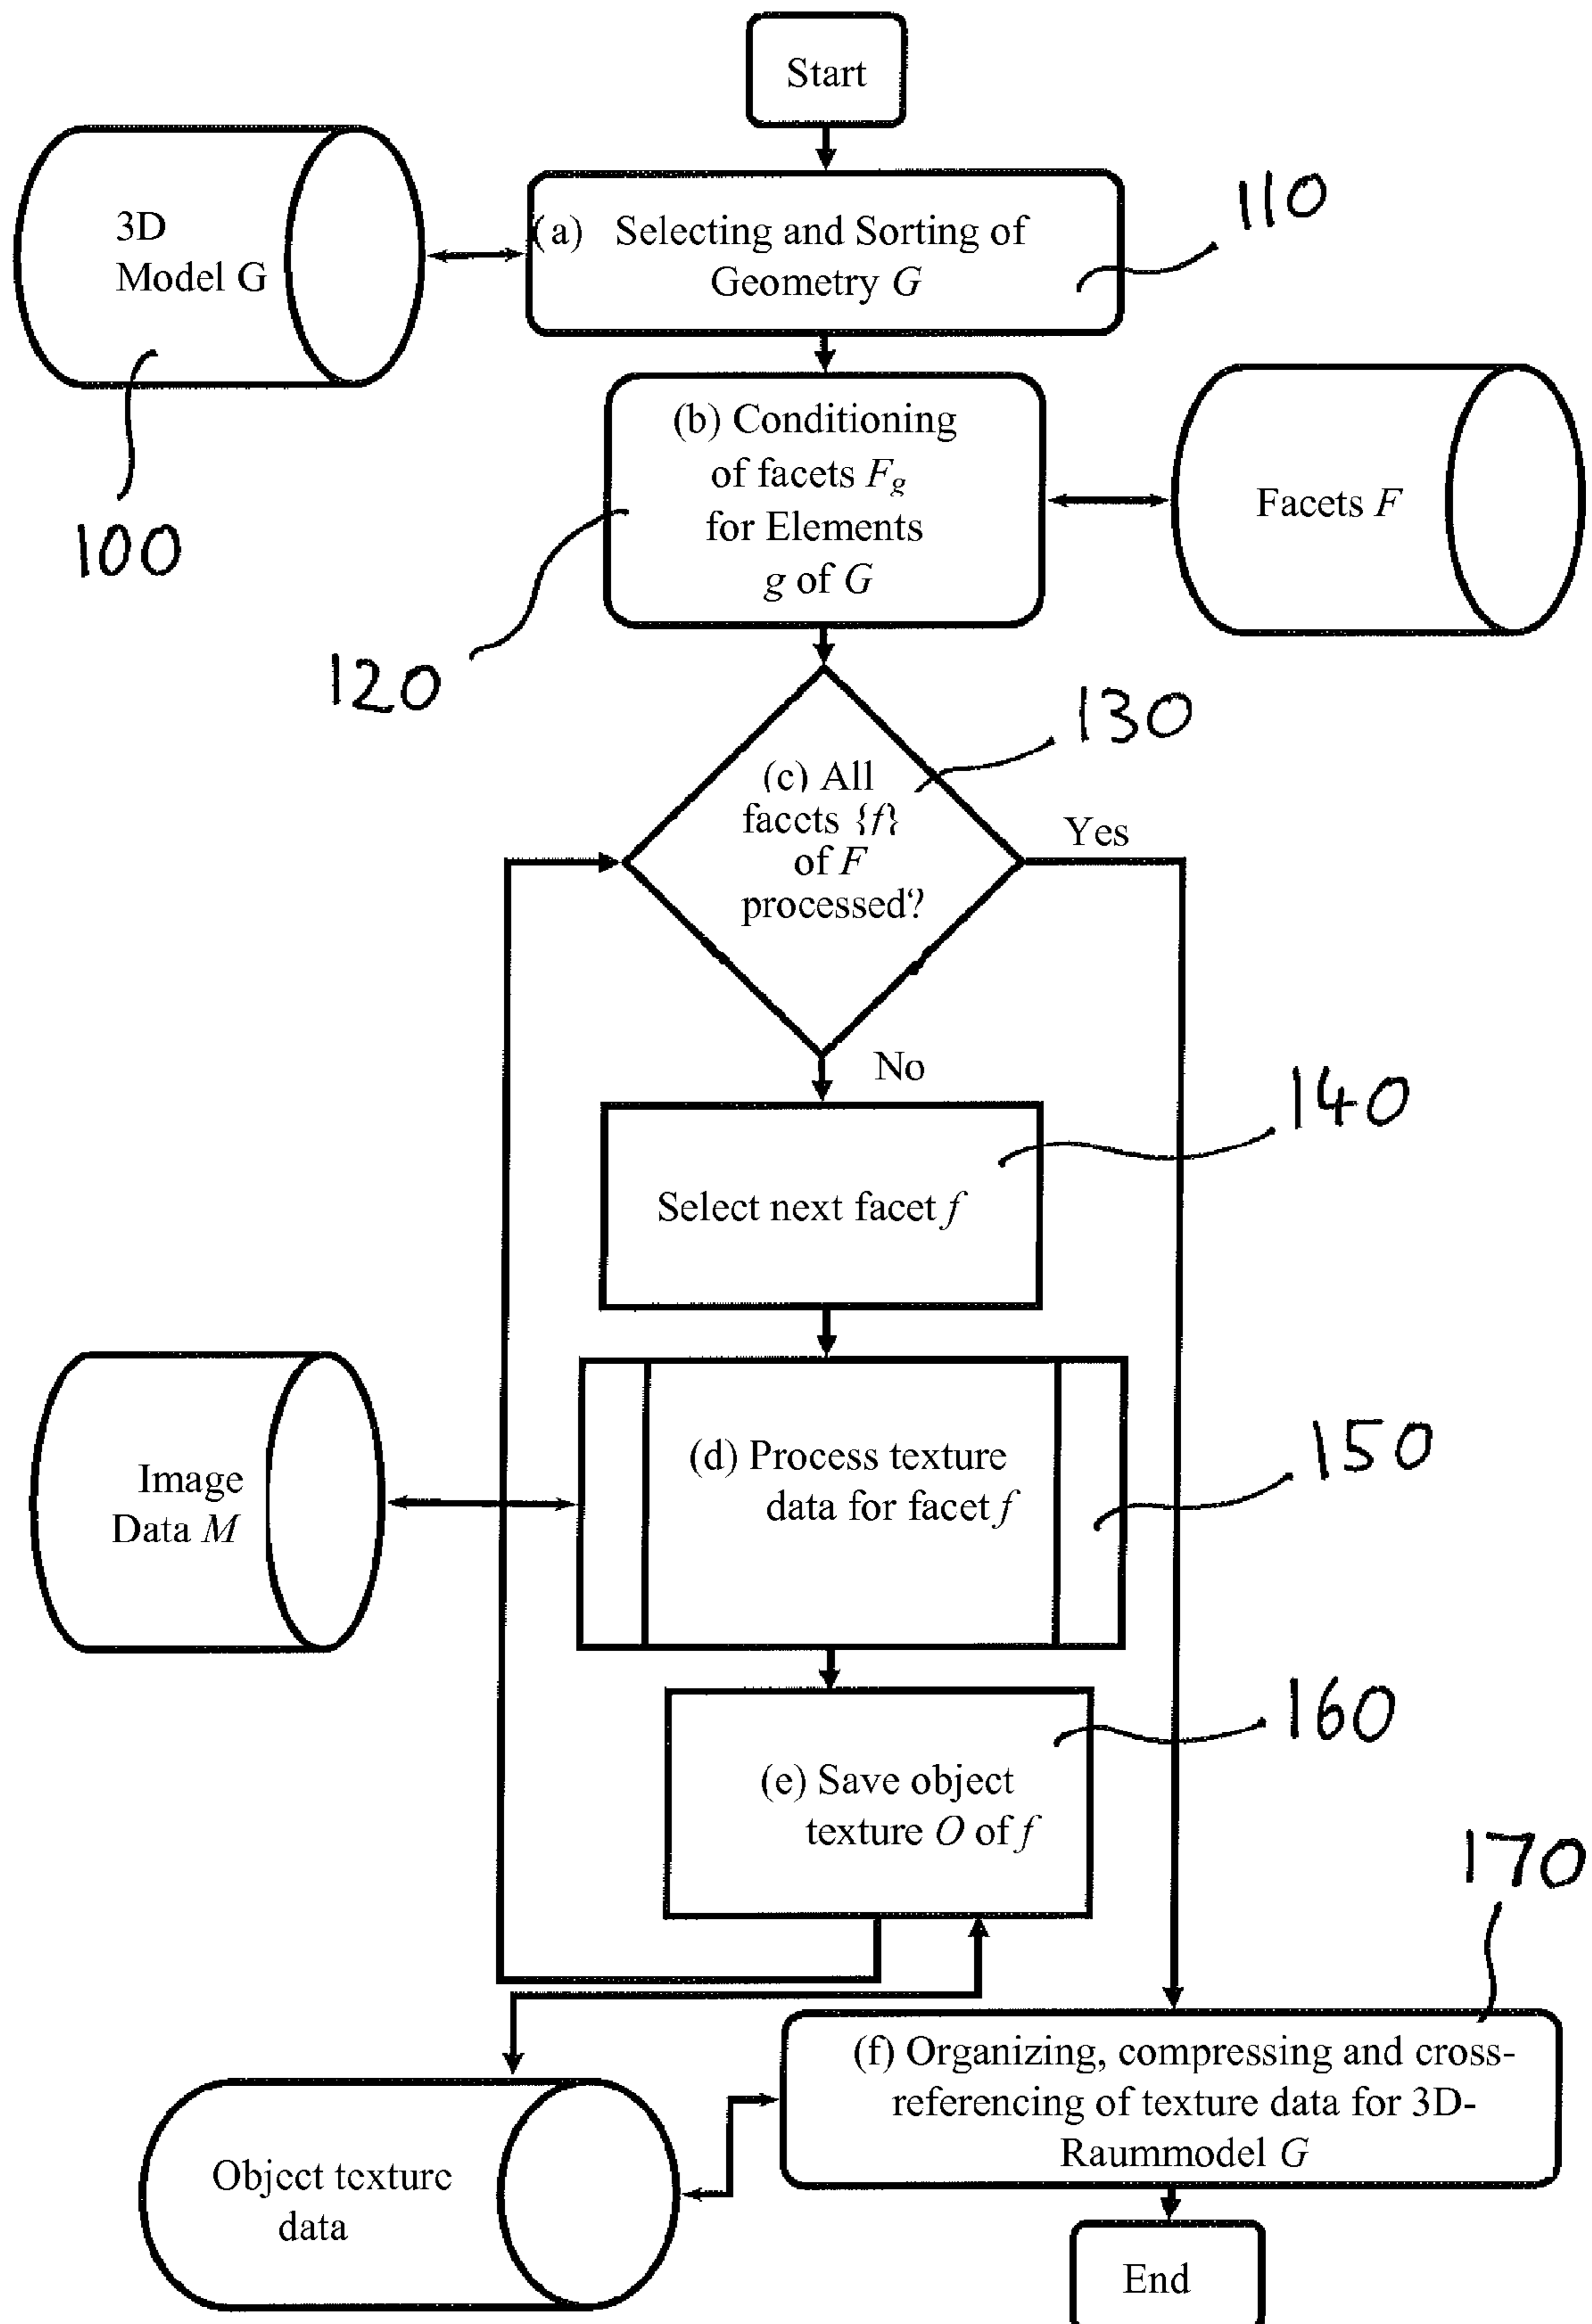 Start
3D
Model G
100
(a) Selecting and Sorting of
Geometry G
110
(b) Conditioning
of facets Fg
for Elements
g of G
120
Facets F
(c) All
facets {f}
of F
processed?
130
Yes
No
Select next facet f
140
Image
Data M
(d) Process texture
data for facet f
150
(e) Save object
texture O of f
160
170
(f) Organizing, compressing and cross-
referencing of texture data for 3D-
Raummodel G
Object texture
data
End